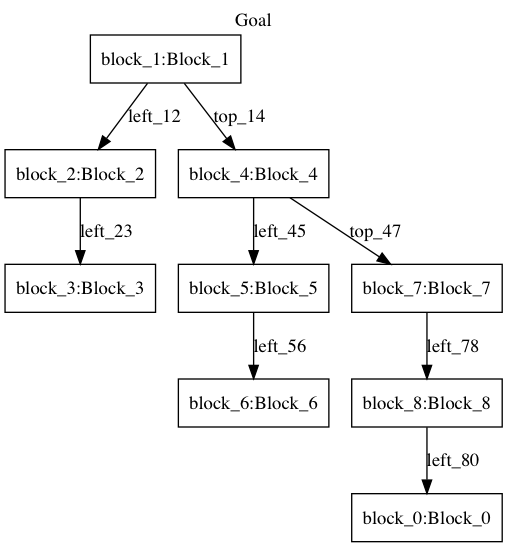 Goal
block_1:Block_1
left_12
top_14
block_2:Block_2
block_4:Block_4
left_23
left_45
top_47
block_3:Block_3
block_5:Block_5
block_7:Block_7
left_56
left_78
block_6:Block_6
block_8:Block_8
left_80
block_0:Block_0